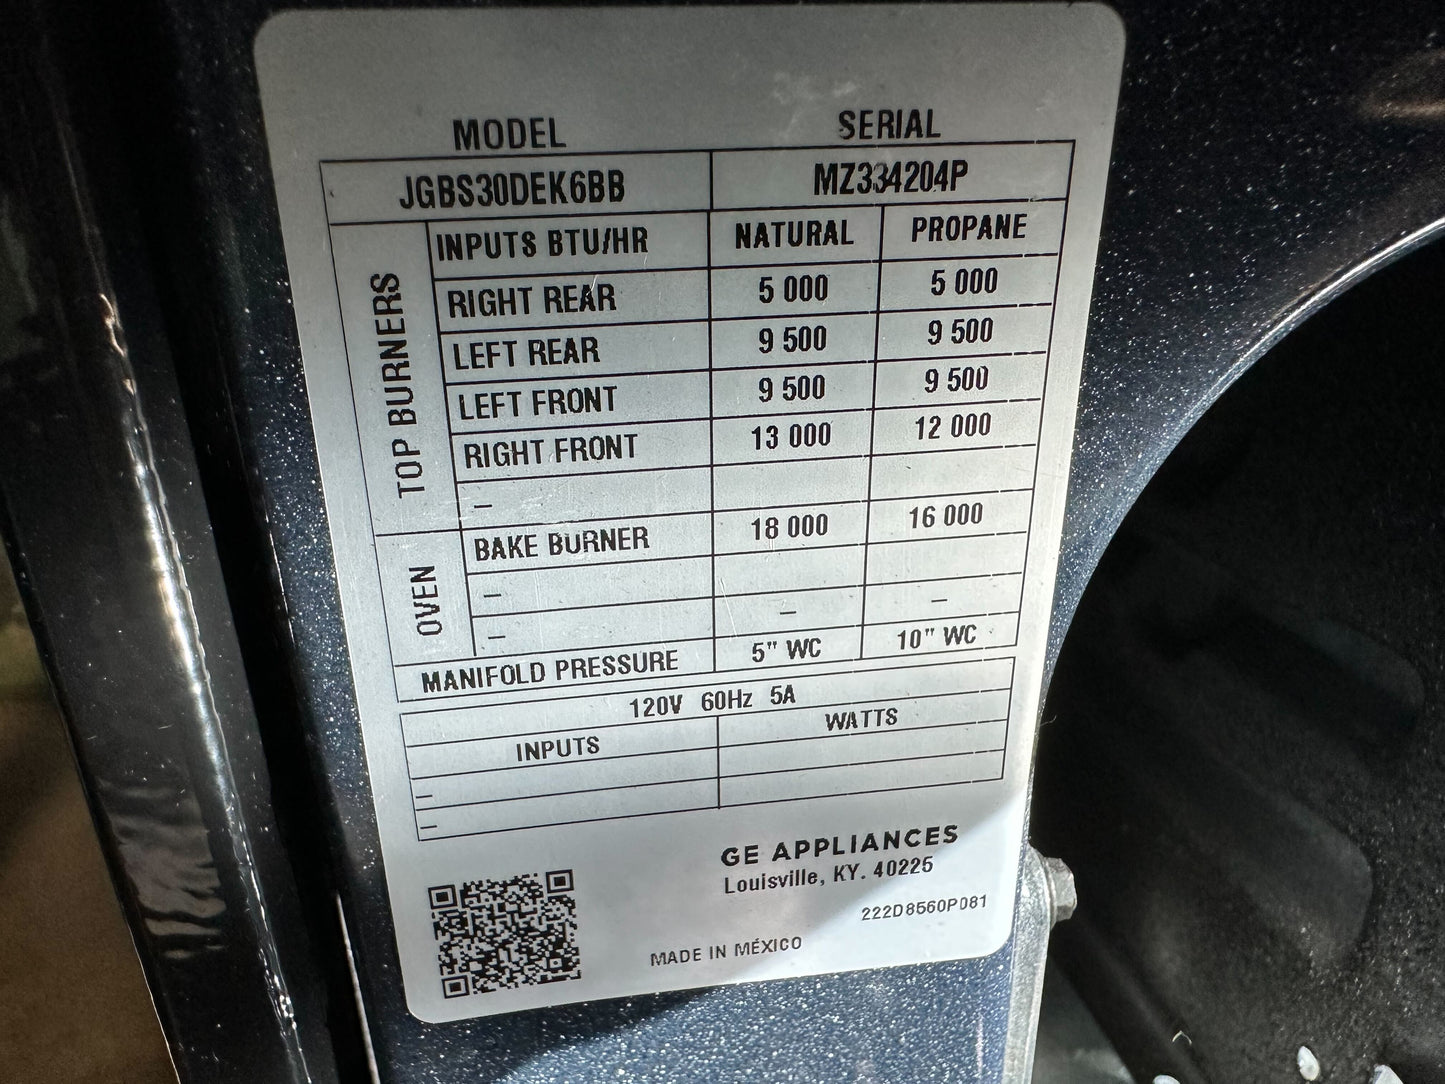 MODEL SERIAL
JGBS30DEK6BB MZ334204P
TOP BURNERS
INPUTS BTU/HR NATURAL PROPANE
RIGHT REAR 5 000 5 000
LEFT REAR 9 500 9 500
LEFT FRONT 9 500 9 500
RIGHT FRONT 13 000 12 000
–
OVEN
BAKE BURNER 18 000 16 000
–
– – –
MANIFOLD PRESSURE 5" WC 10" WC
120V 60Hz 5A
INPUTS WATTS
–
–
GE APPLIANCES
Louisville, KY. 40225
222D8560P081
MADE IN MÉXICO